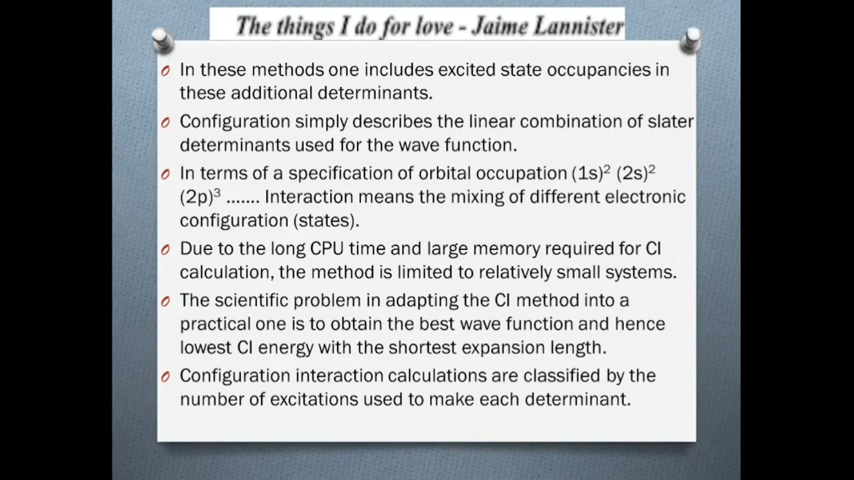 The things I do for love - Jaime Lannister
In these methods one includes excited state occupancies in
these additional determinants.
Configuration simply describes the linear combination of slater
determinants used for the wave function.
In terms of a specification of orbital occupation (1s)² (2s)²
(2p)³ ....... Interaction means the mixing of different electronic
configuration (states).
Due to the long CPU time and large memory required for CI
calculation, the method is limited to relatively small systems.
The scientific problem in adapting the CI method into a
practical one is to obtain the best wave function and hence
lowest CI energy with the shortest expansion length.
Configuration interaction calculations are classified by the
number of excitations used to make each determinant.